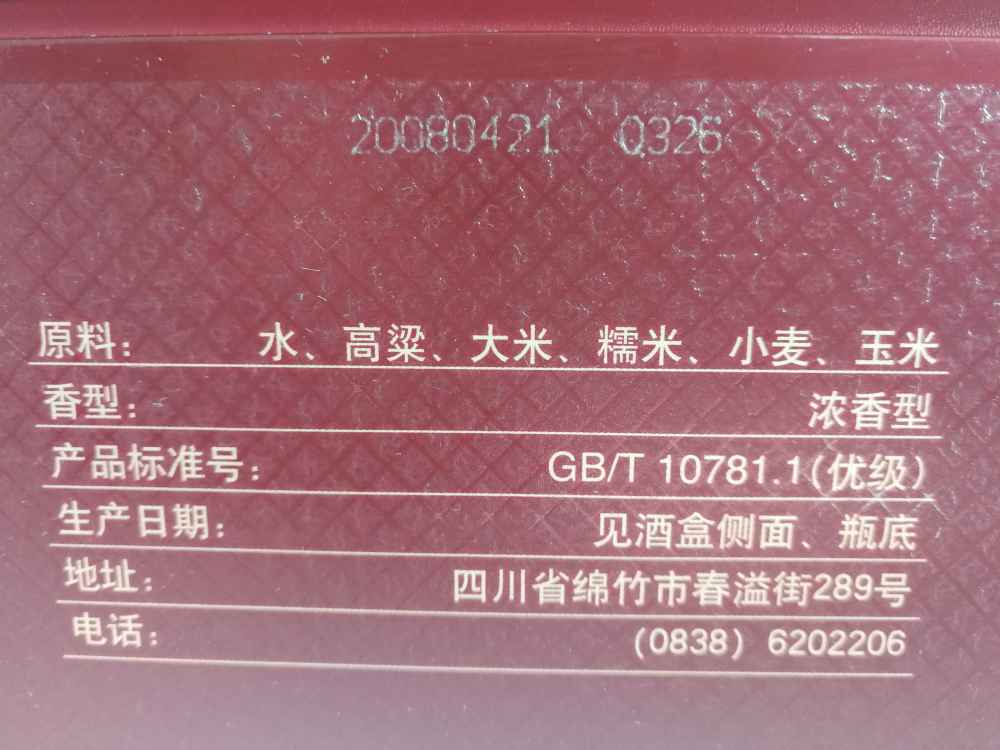 20080421 0326
原料： 水、高粱、大米、糯米、小麦、玉米
香型： 浓香型
产品标准号： GB/T 10781.1(优级)
生产日期： 见酒盒侧面、瓶底
地址： 四川省绵竹市春溢街289号
电话： (0838) 6202206